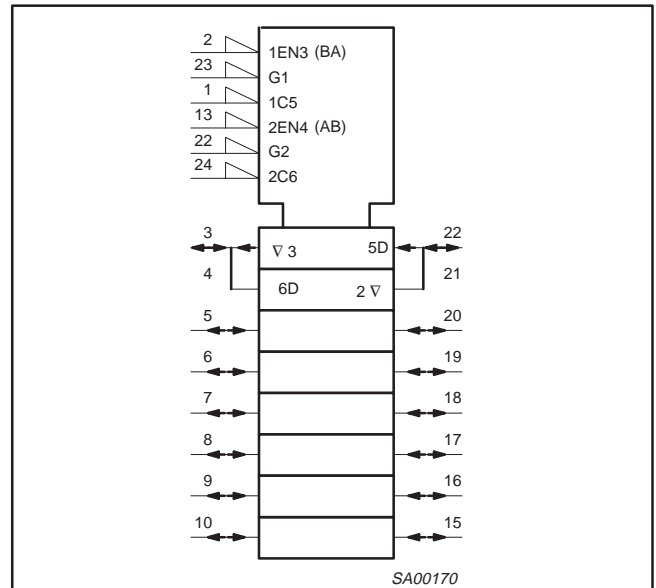 2 1EN3 (BA)
23 G1
1 1C5
13 2EN4 (AB)
22 G2
24 2C6
3 ∇ 3 5D 22
4 6D 2 ∇ 21
5 20
6 19
7 18
8 17
9 16
10 15
SA00170